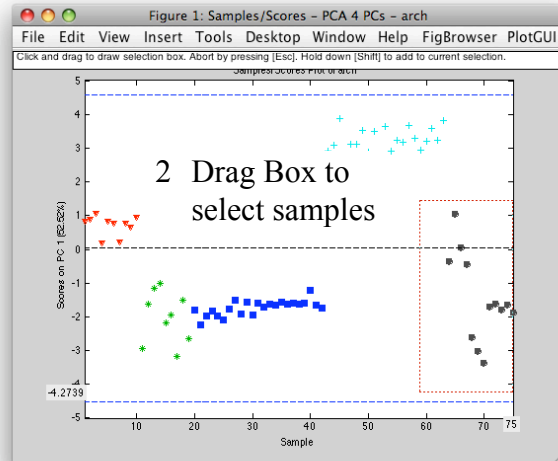 Figure 1: Samples/Scores - PCA 4 PCs - arch
File Edit View Insert Tools Desktop Window Help FigBrowser PlotGUI
Click and drag to draw selection box. Abort by pressing [Esc]. Hold down [Shift] to add to current selection.
Samples/Scores Plot of arch
5
4
3
2 Drag Box to
select samples
2
1
0
-1
-2
-3
-4
-4.2739
-5
Scores on PC 1 (52.52%)
10 20 30 40 50 60 70 75
Sample